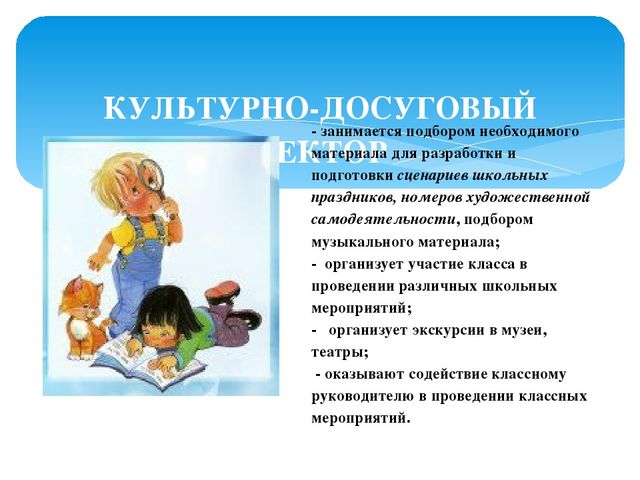 КУЛЬТУРНО-ДОСУГОВЫЙ
ЕКТОР
- занимается подбором необходимого
материала для разработки и
подготовки сценариев школьных
праздников, номеров художественной
самодеятельности, подбором
музыкального материала;
- организует участие класса в
проведении различных школьных
мероприятий;
- организует экскурсии в музеи,
театры;
- оказывают содействие классному
руководителю в проведении классных
мероприятий.